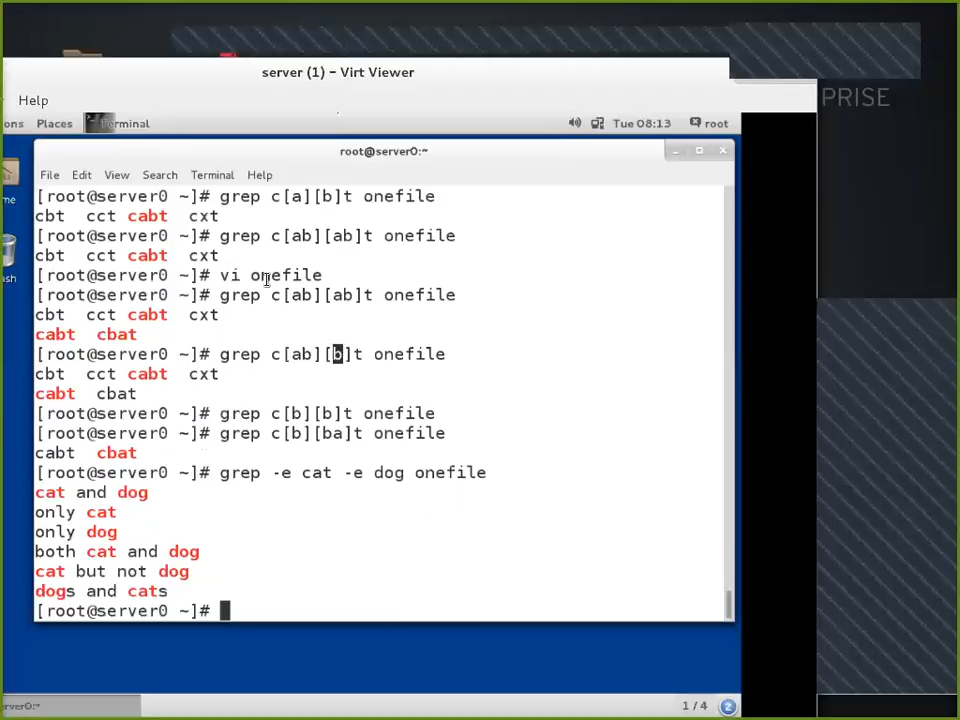 server (1) – Virt Viewer
Help
PRISE
ons Places Terminal Tue 08:13 root
root@server0:~
File Edit View Search Terminal Help
me
[root@server0 ~]# grep c[a][b]t onefile
cbt cct cabt cxt
[root@server0 ~]# grep c[ab][ab]t onefile
cbt cct cabt cxt
[root@server0 ~]# vi onefile
ash
[root@server0 ~]# grep c[ab][ab]t onefile
cbt cct cabt cxt
cabt cbat
[root@server0 ~]# grep c[ab][b]t onefile
cbt cct cabt cxt
cabt cbat
[root@server0 ~]# grep c[b][b]t onefile
[root@server0 ~]# grep c[b][ba]t onefile
cabt cbat
[root@server0 ~]# grep -e cat -e dog onefile
cat and dog
only cat
only dog
both cat and dog
cat but not dog
dogs and cats
[root@server0 ~]#
erver0:~ 1 / 4 2